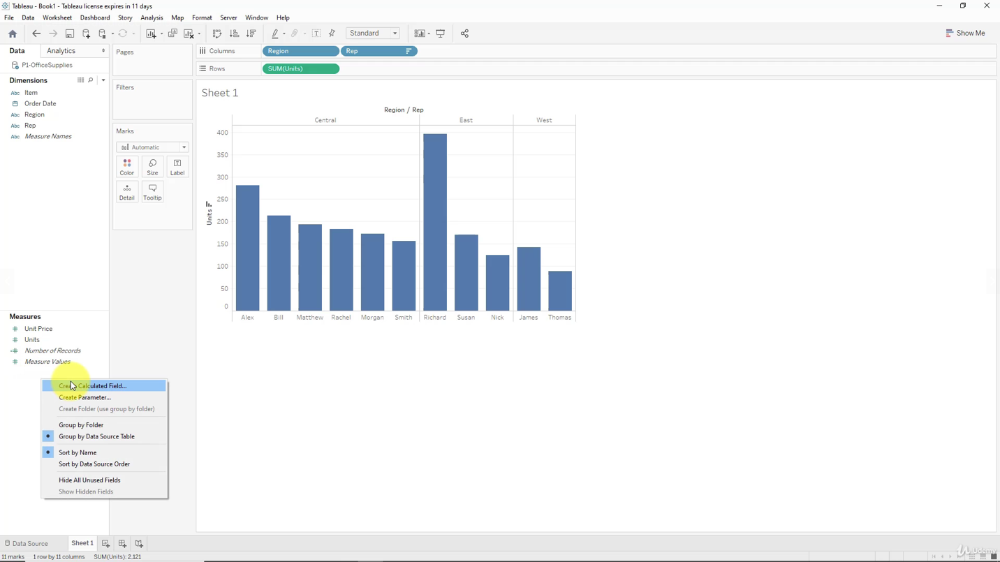 Tableau - Book1 - Tableau license expires in 11 days
File Data Worksheet Dashboard Story Analysis Map Format Server Window Help
Standard
Show Me
Data Analytics
P1-OfficeSupplies
Dimensions
Abc Item
Order Date
Abc Region
Abc Rep
Abc Measure Names
Measures
Unit Price
Units
Number of Records
Measure Values
Create Calculated Field...
Create Parameter...
Create Folder (use group by folder)
Group by Folder
Group by Data Source Table
Sort by Name
Sort by Data Source Order
Hide All Unused Fields
Show Hidden Fields
Pages
Filters
Marks
Automatic
Color Size Label
Detail Tooltip
Columns Region Rep
Rows SUM(Units)
Sheet 1
Region / Rep
Central East West
400
350
300
250
200
150
100
50
0
Units
Alex Bill Matthew Rachel Morgan Smith Richard Susan Nick James Thomas
Data Source Sheet 1
11 marks 1 row by 11 columns SUM(Units): 2,121
Udemy